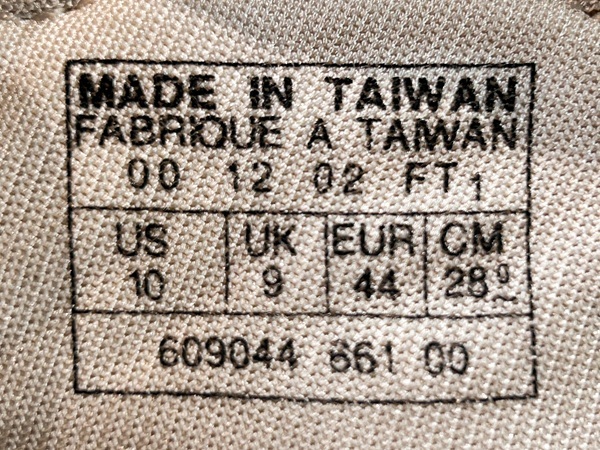 MADE IN TAIWAN
FABRIQUE A TAIWAN
00 12 02 FT1
US UK EUR CM
10 9 44 28
609044 661 00